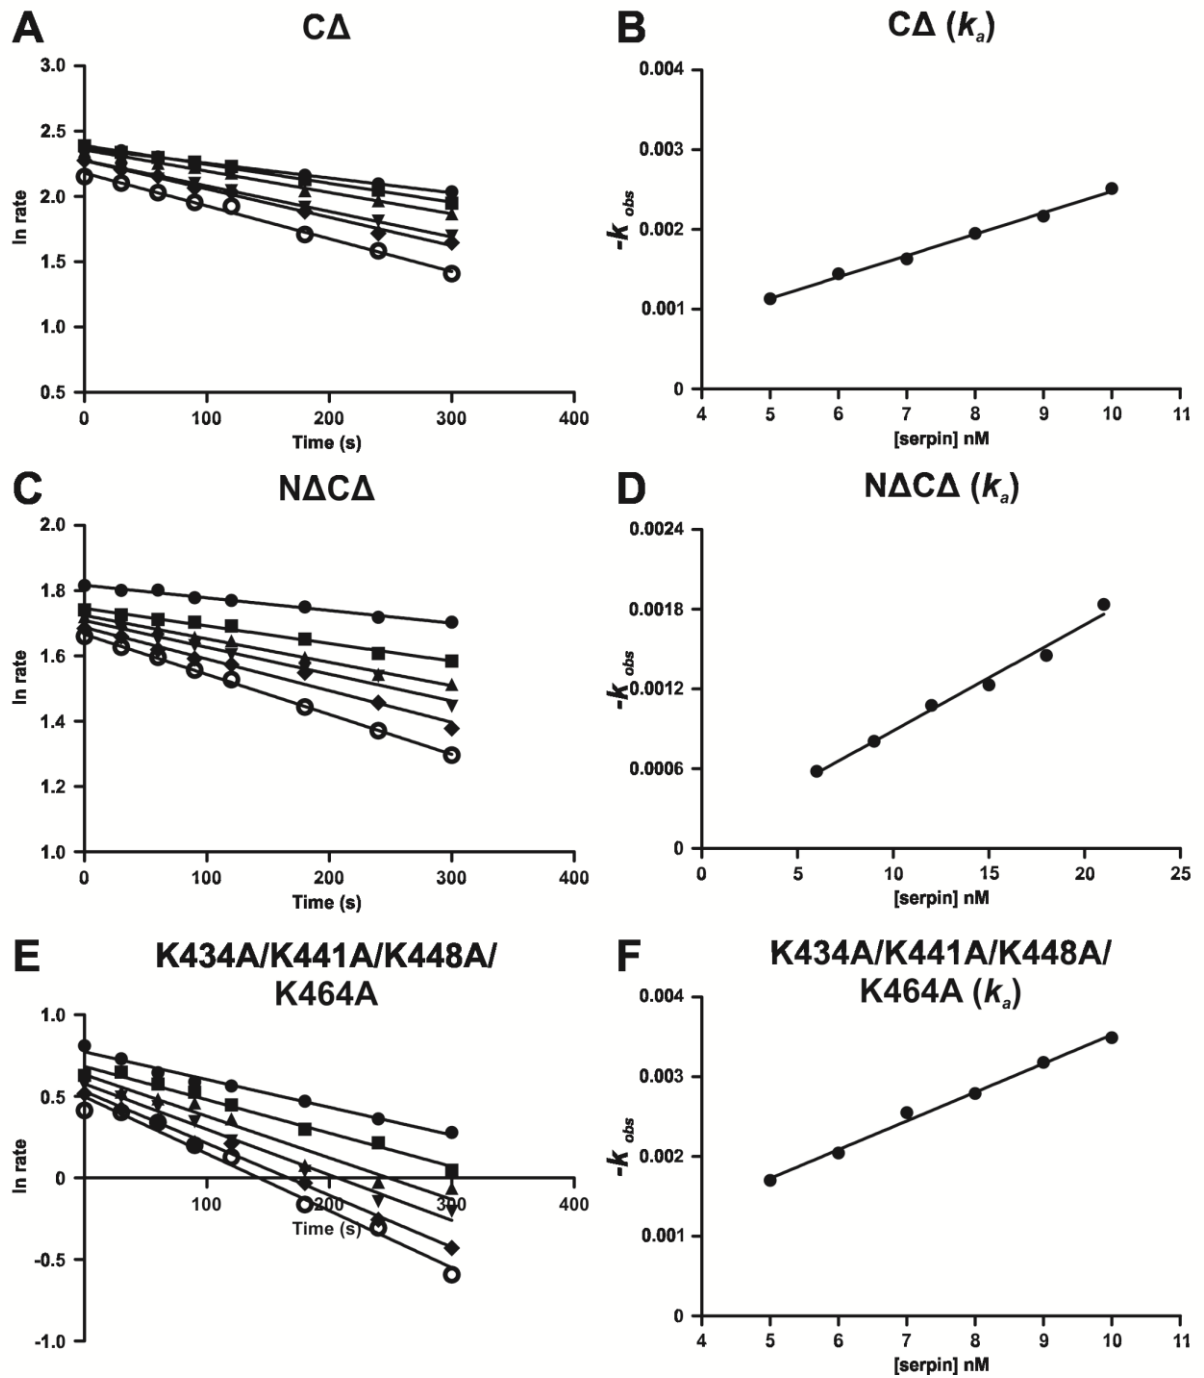 A
CΔ
3.0
2.5
2.0
1.5
1.0
0.5
ln rate
0
100
200
300
400
Time (s)
B
CΔ (ka)
0.004
0.003
0.002
0.001
0
-k obs
4
5
6
7
8
9
10
11
[serpin] nM
C
NΔCΔ
2.0
1.8
1.6
1.4
1.2
1.0
ln rate
0
100
200
300
400
Time (s)
D
NΔCΔ (ka)
0.0024
0.0018
0.0012
0.0006
0
-k obs
0
5
10
15
20
25
[serpin] nM
E
K434A/K441A/K448A/
K464A
1.0
0.5
0
-0.5
-1.0
ln rate
100
200
300
400
Time (s)
F
K434A/K441A/K448A/
K464A (ka)
0.004
0.003
0.002
0.001
0
-k obs
4
5
6
7
8
9
10
11
[serpin] nM